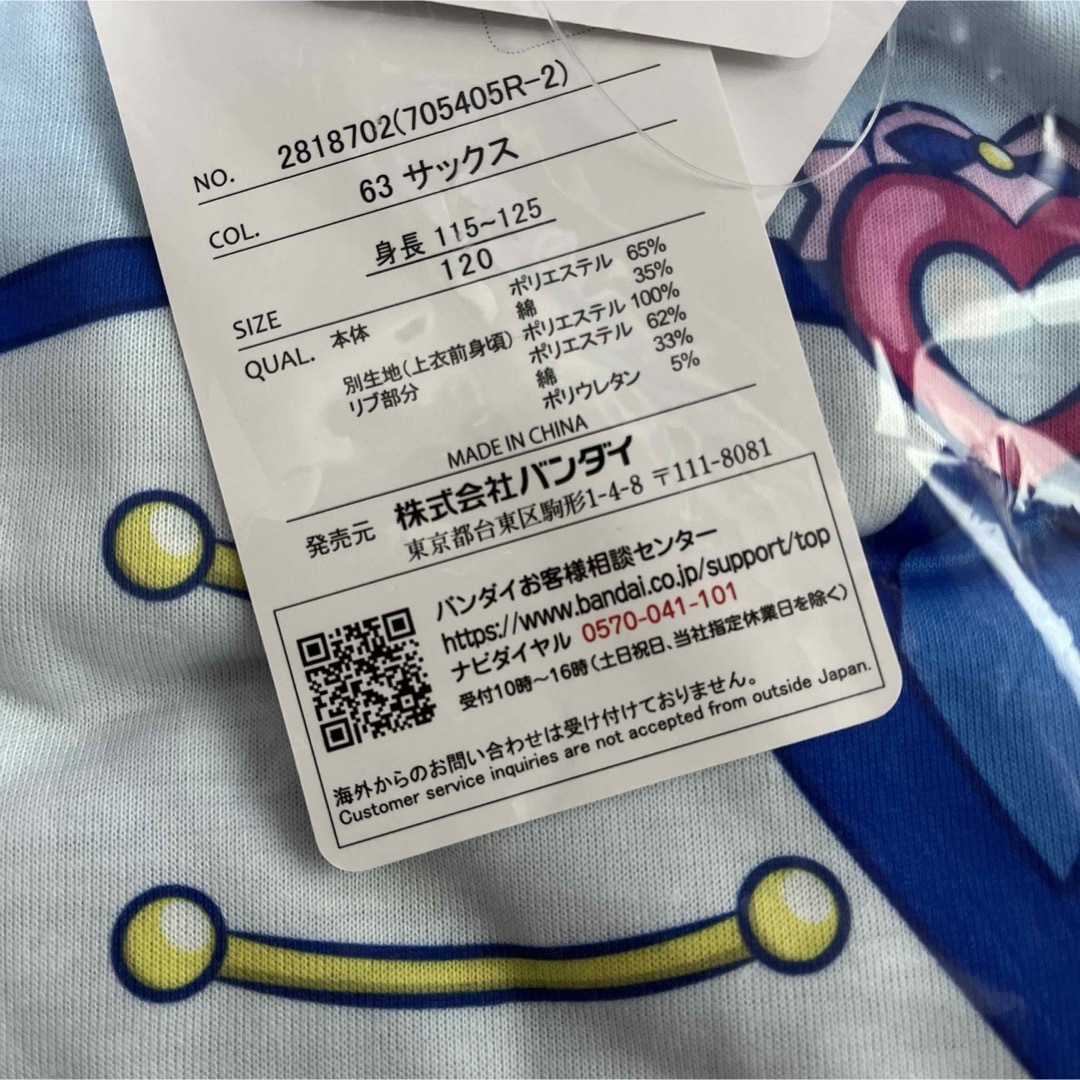 NO. 2818702(705405R-2)
COL. 63 サックス
SIZE 身長 115~125
120
QUAL. 本体 ポリエステル 65%
綿 35%
別生地(上衣前身頃) ポリエステル 100%
リブ部分 ポリエステル 62%
綿 33%
ポリウレタン 5%
MADE IN CHINA
発売元 株式会社バンダイ
東京都台東区駒形1-4-8 〒111-8081
バンダイお客様相談センター
https://www.bandai.co.jp/support/top
ナビダイヤル 0570-041-101
受付10時～16時(土日祝日、当社指定休業日を除く)
海外からのお問い合わせは受け付けておりません。
Customer service inquiries are not accepted from outside Japan.